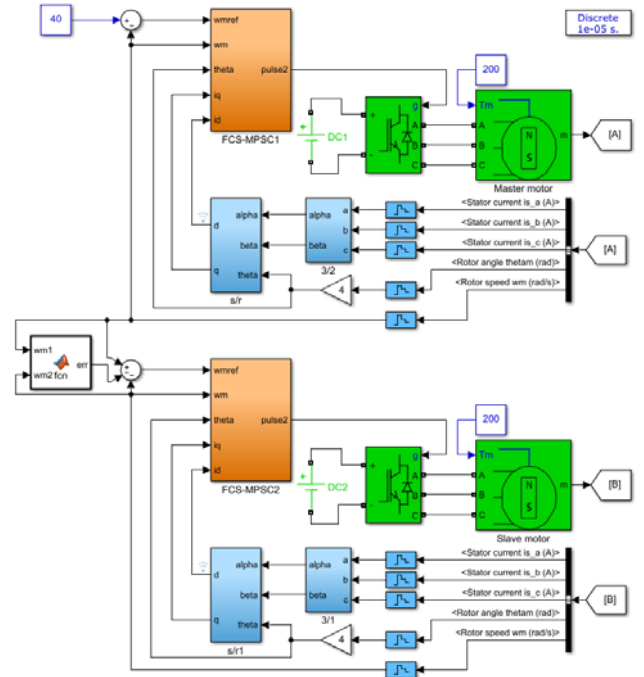 40
wmref
wm
theta
iq
id
pulse2
FCS-MPSC1
Discrete
1e-05 s.
200
DC1
g
A
B
C
Tm
A
B
C
N
S
m
[A]
Master motor
alpha
beta
theta
d
q
s/r
alpha
beta
a
b
c
3/2
4
<Stator current is_a (A)>
<Stator current is_b (A)>
<Stator current is_c (A)>
<Rotor angle thetam (rad)>
<Rotor speed wm (rad/s)>
[A]
wm1
wm2
fcn
err
wmref
wm
theta
iq
id
pulse2
FCS-MPSC2
200
DC2
g
A
B
C
Tm
A
B
C
N
S
m
[B]
Slave motor
alpha
beta
theta
d
q
s/r1
alpha
beta
a
b
c
3/1
4
<Stator current is_a (A)>
<Stator current is_b (A)>
<Stator current is_c (A)>
<Rotor angle thetam (rad)>
<Rotor speed wm (rad/s)>
[B]